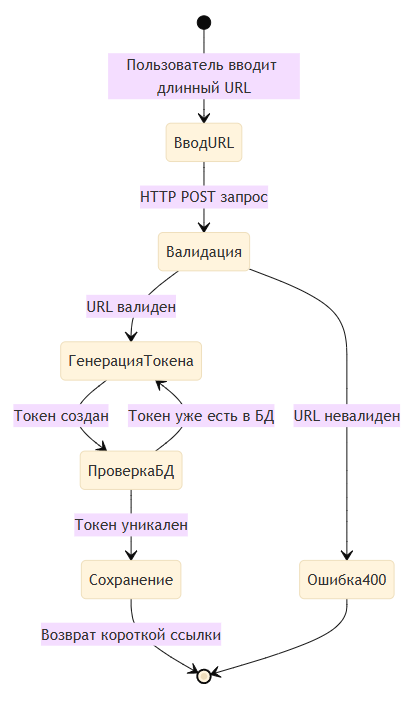 Пользователь вводит
длинный URL
ВводURL
HTTP POST запрос
Валидация
URL валиден
ГенерацияТокена
Токен создан
Токен уже есть в БД
URL невалиден
ПроверкаБД
Токен уникален
Сохранение
Ошибка400
Возврат короткой ссылки